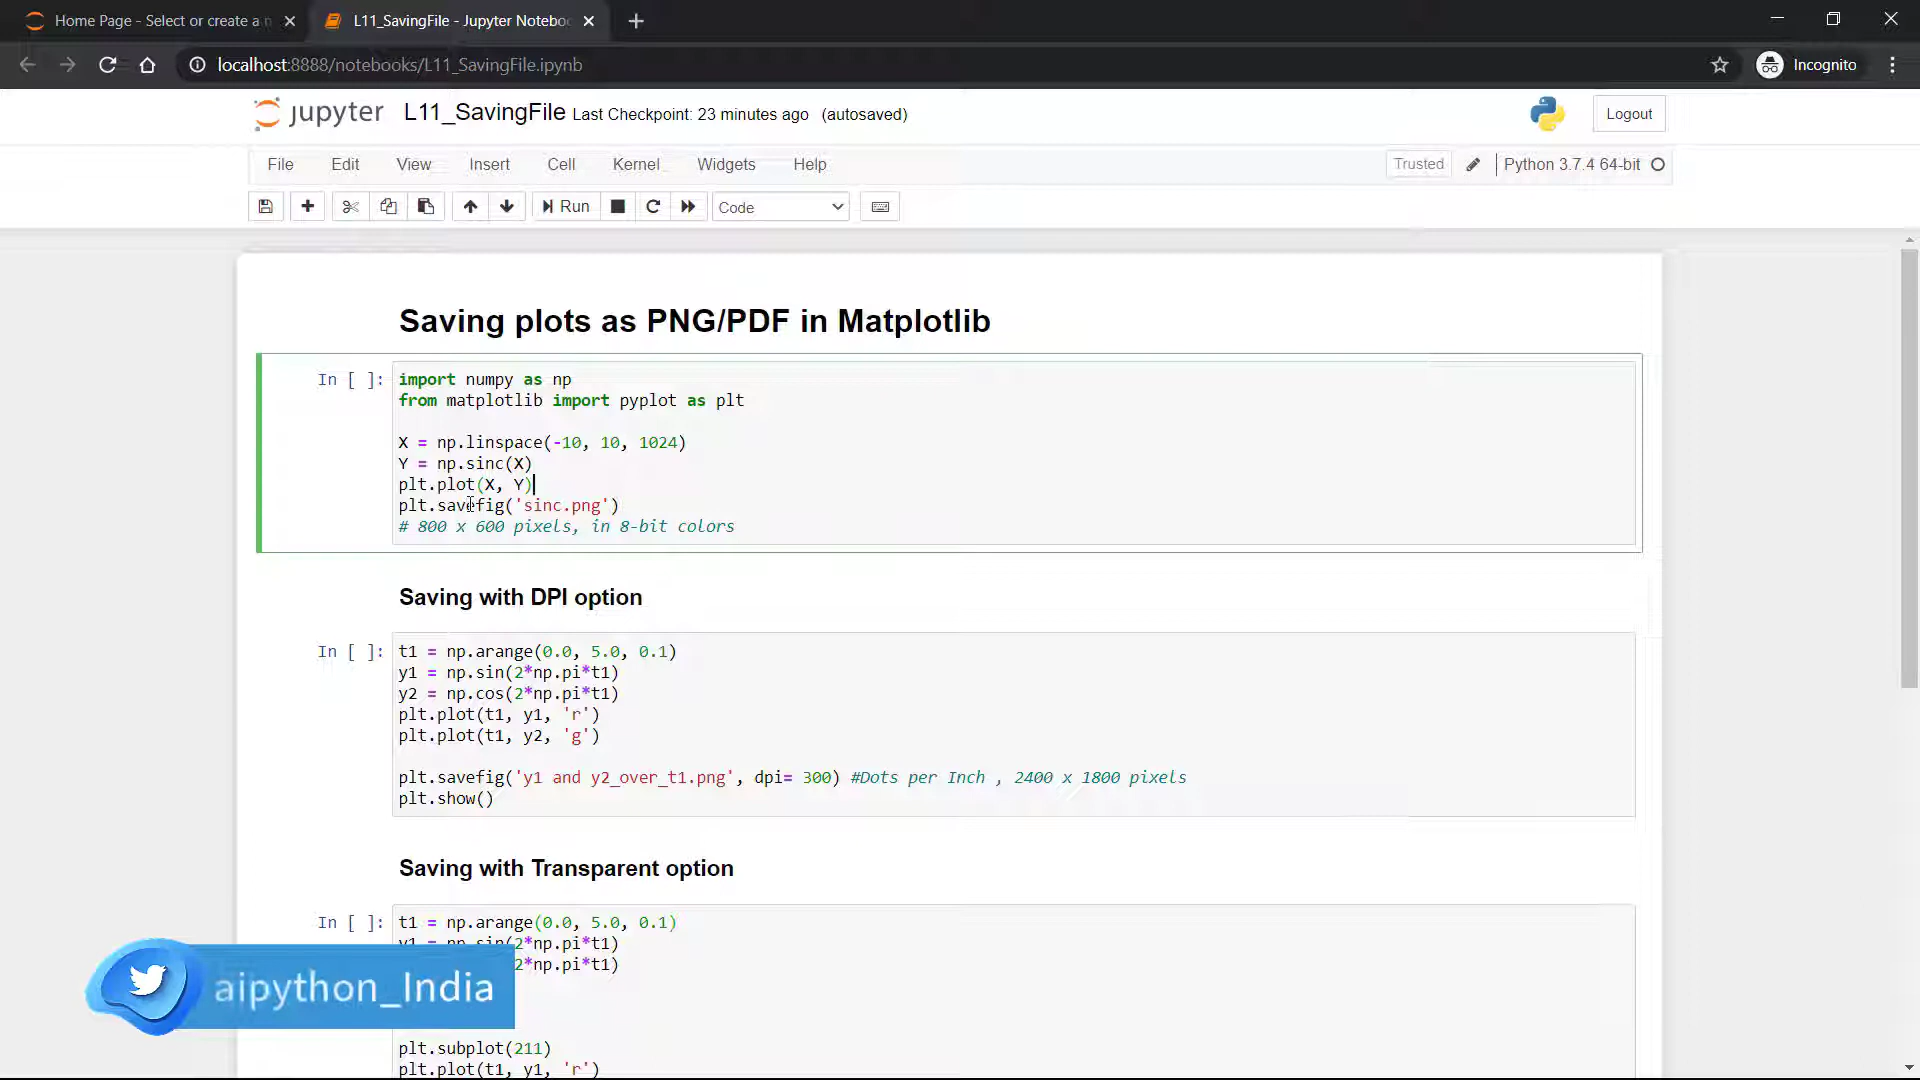 Home Page - Select or create a n
L11_SavingFile - Jupyter Notebo
localhost:8888/notebooks/L11_SavingFile.ipynb
Incognito
jupyter L11_SavingFile Last Checkpoint: 23 minutes ago (autosaved)
Logout
File Edit View Insert Cell Kernel Widgets Help
Trusted
Python 3.7.4 64-bit
Run
Code
Saving plots as PNG/PDF in Matplotlib
In [ ]:
import numpy as np
from matplotlib import pyplot as plt
X = np.linspace(-10, 10, 1024)
Y = np.sinc(X)
plt.plot(X, Y)
plt.savefig('sinc.png')
# 800 x 600 pixels, in 8-bit colors
Saving with DPI option
In [ ]:
t1 = np.arange(0.0, 5.0, 0.1)
y1 = np.sin(2*np.pi*t1)
y2 = np.cos(2*np.pi*t1)
plt.plot(t1, y1, 'r')
plt.plot(t1, y2, 'g')
plt.savefig('y1 and y2_over_t1.png', dpi= 300) #Dots per Inch , 2400 x 1800 pixels
plt.show()
Saving with Transparent option
In [ ]:
t1 = np.arange(0.0, 5.0, 0.1)
y1 = np.sin(2*np.pi*t1)
2*np.pi*t1)
aipython_India
plt.subplot(211)
plt.plot(t1, y1, 'r')